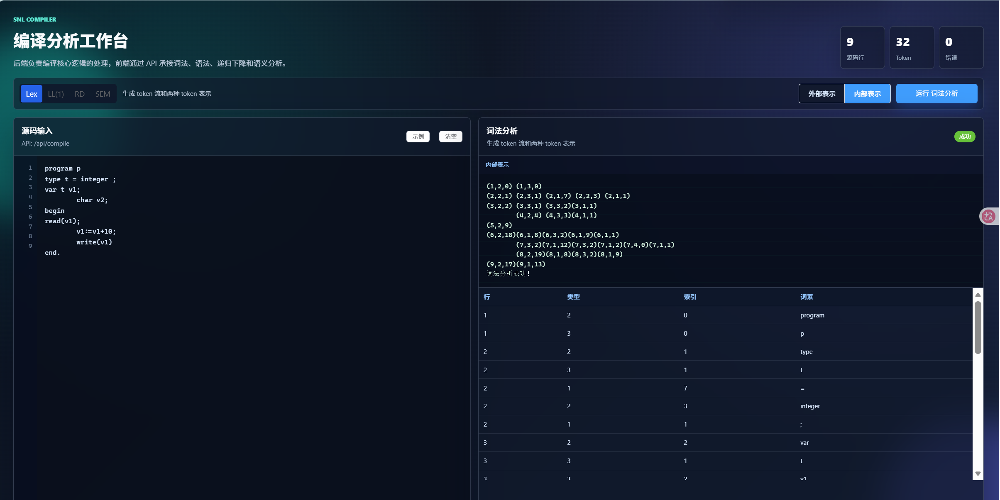 SNL COMPILER
编译分析工作台
后端负责编译核心逻辑的处理，前端通过 API 承接词法、语法、递归下降和语义分析。
9
源码行
32
Token
0
错误
Lex LL(1) RD SEM 生成 token 流和两种 token 表示
外部表示 内部表示 运行 词法分析
源码输入
API: /api/compile
示例 清空
1 program p
2 type t = integer ;
3 var t v1;
4 char v2;
5 begin
6 read(v1);
7 v1:=v1+10;
8 write(v1)
9 end.
词法分析
生成 token 流和两种 token 表示
成功
内部表示
(1,2,0) (1,3,0)
(2,2,1) (2,3,1) (2,1,7) (2,2,3) (2,1,1)
(3,2,2) (3,3,1) (3,3,2)(3,1,1)
(4,2,4) (4,3,3)(4,1,1)
(5,2,9)
(6,2,18)(6,1,8)(6,3,2)(6,1,9)(6,1,1)
(7,3,2)(7,1,12)(7,3,2)(7,1,2)(7,4,0)(7,1,1)
(8,2,19)(8,1,8)(8,3,2)(8,1,9)
(9,2,17)(9,1,13)
词法分析成功！
行 类型 索引 词素
1 2 0 program
1 3 0 p
2 2 1 type
2 3 1 t
2 1 7 =
2 2 3 integer
2 1 1 ;
3 2 2 var
3 3 1 t
3 3 2 v1